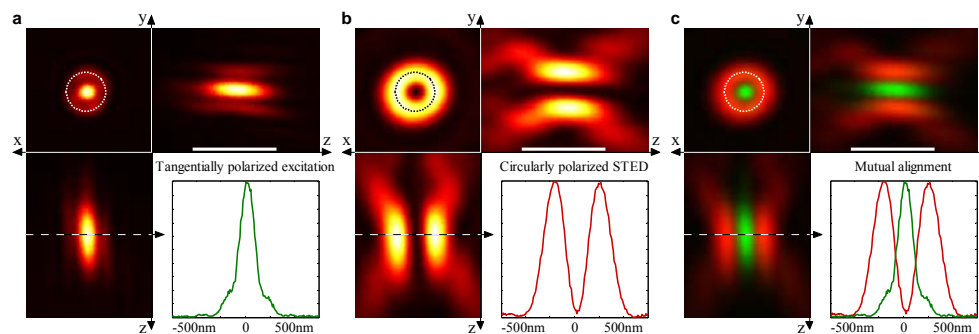 a
y
b
y
c
y
x
z
x
z
x
z
Tangentially polarized excitation
Circularly polarized STED
Mutual alignment
z
-500nm 0 500nm
z
-500nm 0 500nm
z
-500nm 0 500nm